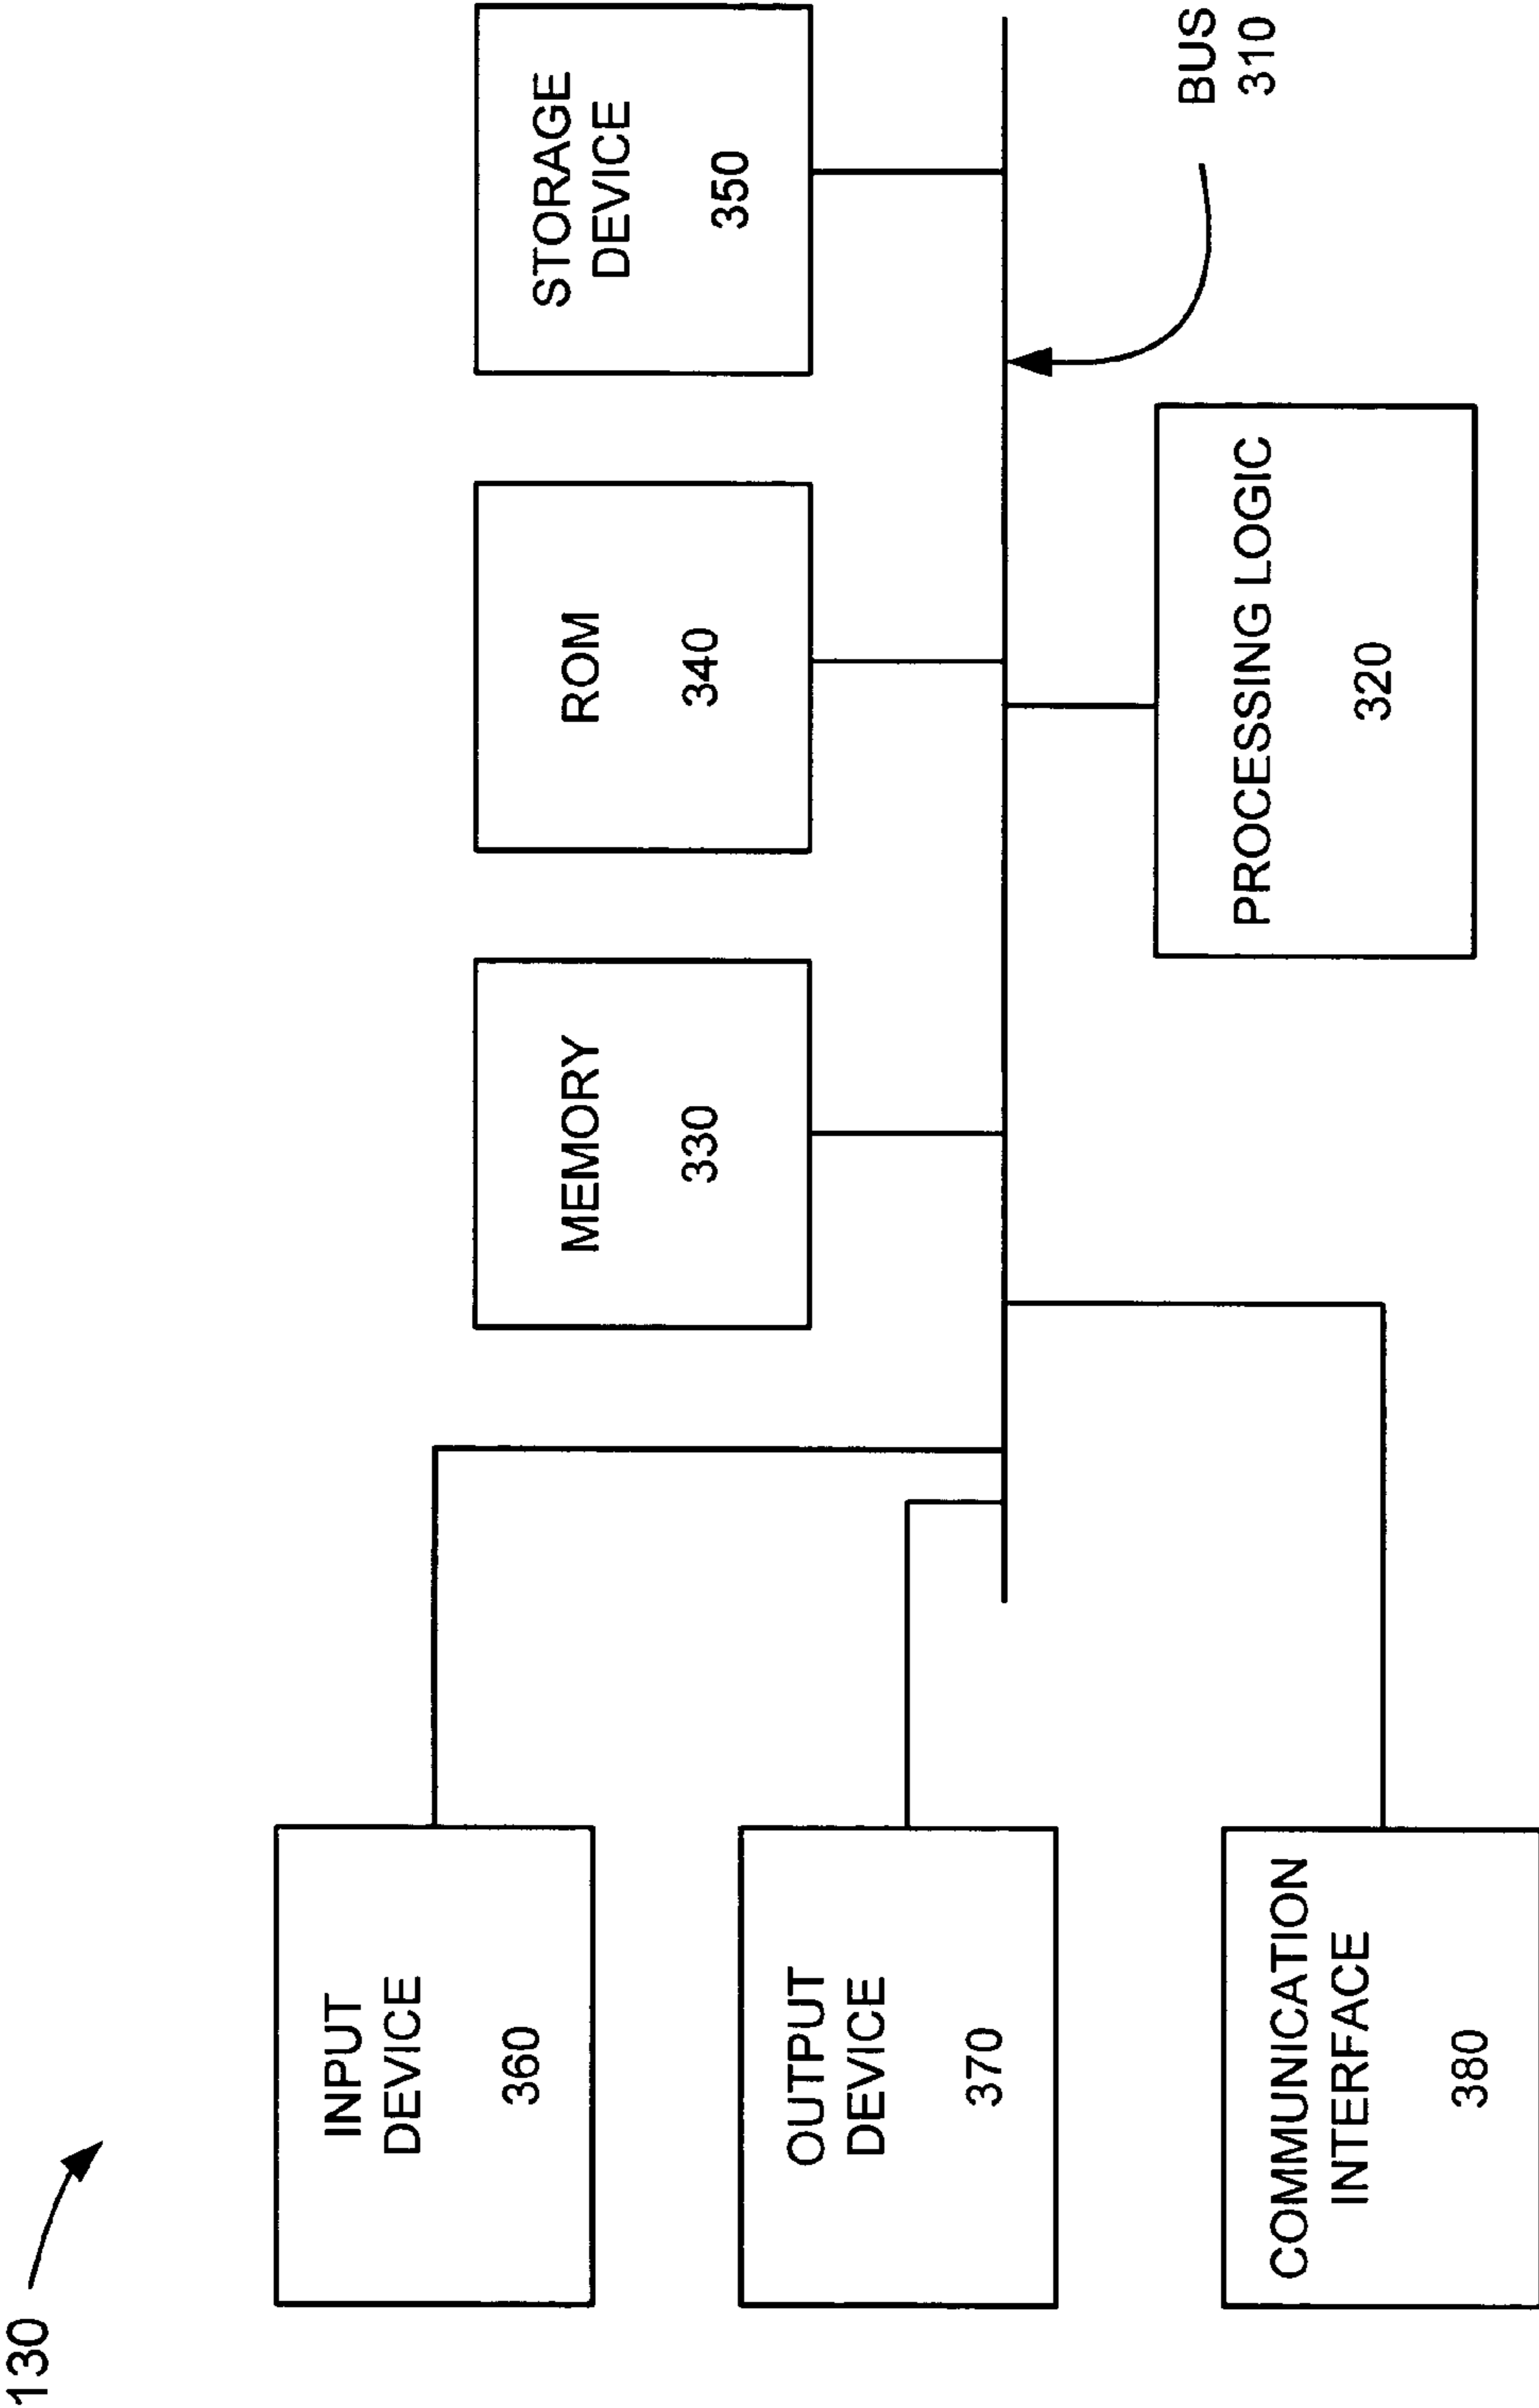 130
INPUT
DEVICE
360
OUTPUT
DEVICE
370
COMMUNICATION
INTERFACE
380
MEMORY
330
ROM
340
STORAGE
DEVICE
350
PROCESSING LOGIC
320
BUS
310